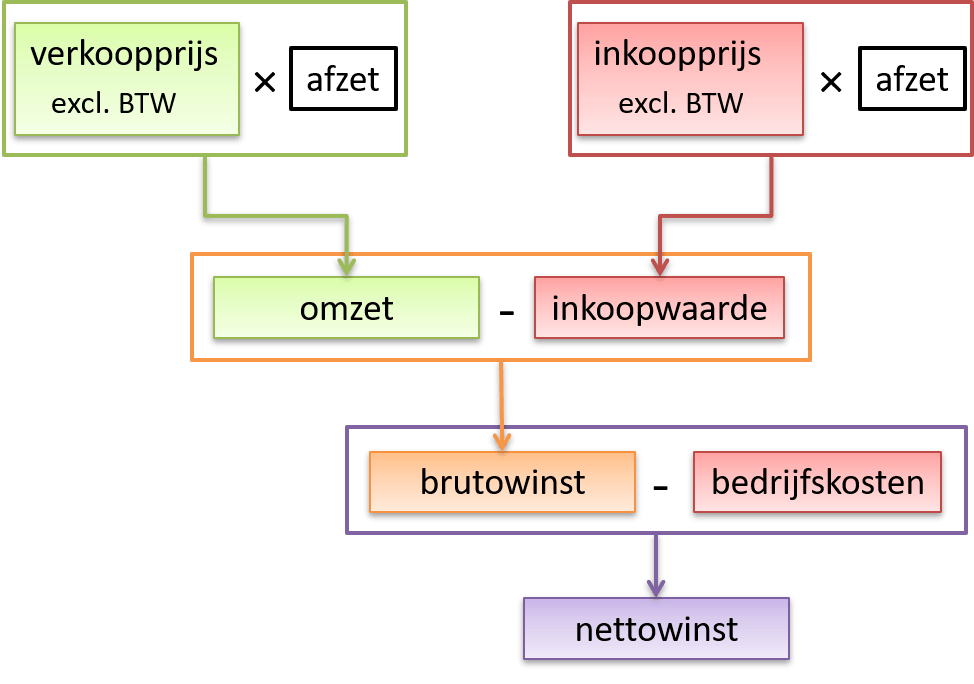 verkoopprijs
excl. BTW
× afzet
inkoopprijs
excl. BTW
× afzet
omzet - inkoopwaarde
brutowinst - bedrijfskosten
nettowinst